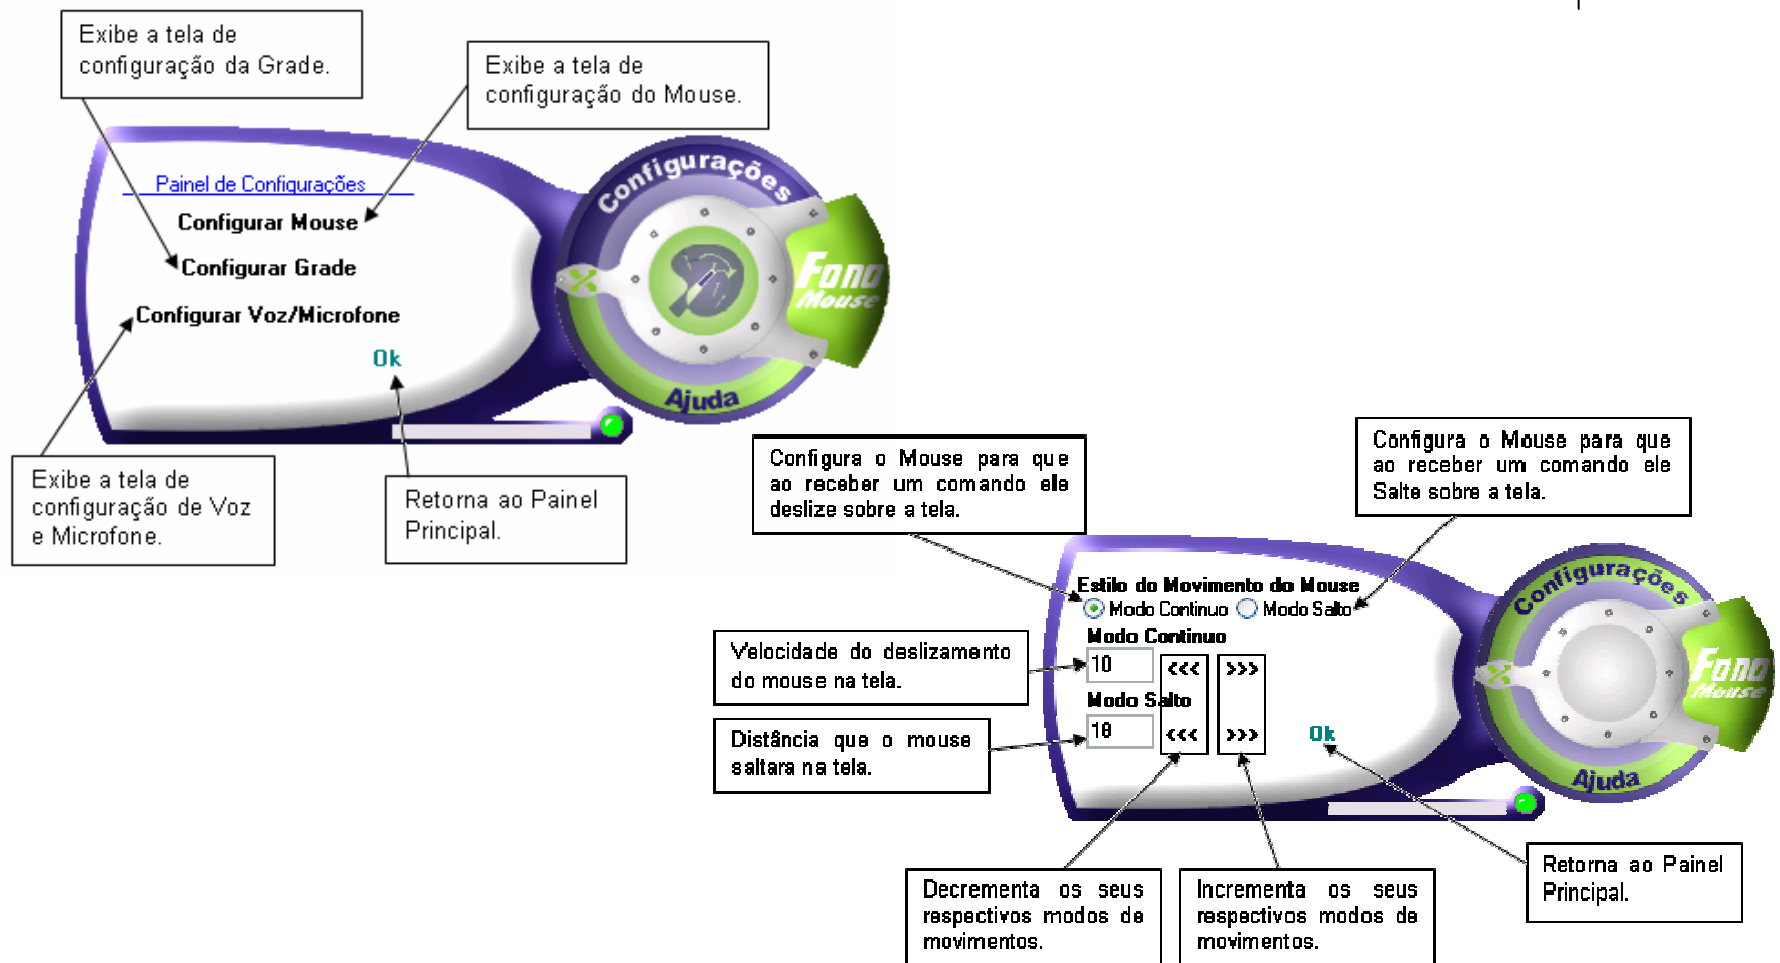 Exibe a tela de
configuração da Grade.
Exibe a tela de
configuração do Mouse.
Painel de Configurações
Configurar Mouse
Configurar Grade
Configurar Voz/Microfone
Ok
Configurações
Fono
Mouse
Ajuda
Exibe a tela de
configuração de Voz
e Microfone.
Retorna ao Painel
Principal.
Configura o Mouse para que
ao receber um comando ele
deslize sobre a tela.
Configura o Mouse para que
ao receber um comando ele
Salte sobre a tela.
Estilo do Movimento do Mouse
Modo Continuo Modo Salto
Modo Continuo
10 <<< >>>
Modo Salto
18 <<< >>>
Ok
Configurações
Fono
Mouse
Ajuda
Velocidade do deslizamento
do mouse na tela.
Distância que o mouse
saltara na tela.
Decrementa os seus
respectivos modos de
movimentos.
Incrementa os seus
respectivos modos de
movimentos.
Retorna ao Painel
Principal.